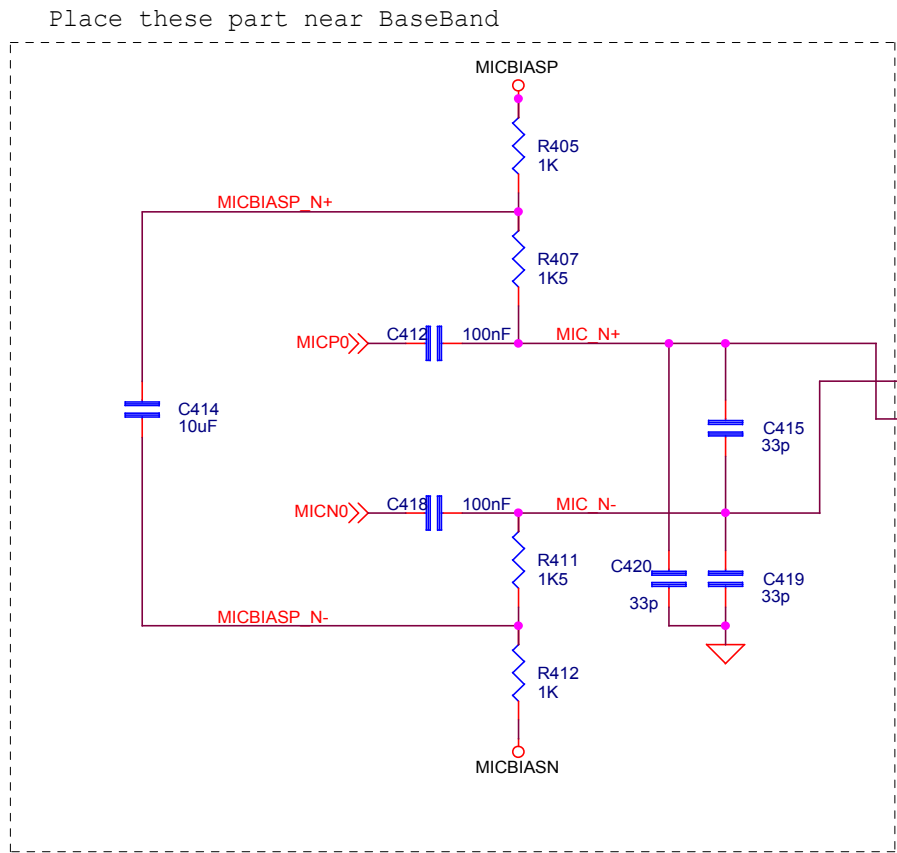 Place these part near BaseBand
MICBIASP
R405
1K
MICBIASP_N+
R407
1K5
MICP0
C412
100nF
MIC_N+
C414
10uF
C415
33p
MICN0
C418
100nF
MIC_N-
R411
1K5
C420
33p
C419
33p
MICBIASP_N-
R412
1K
MICBIASN